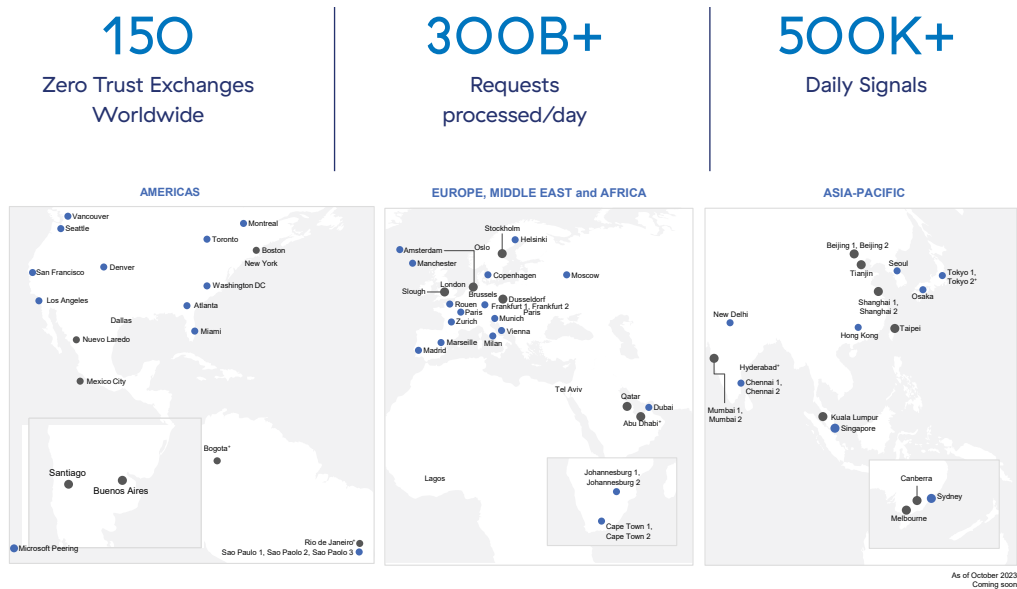 150
Zero Trust Exchanges
Worldwide
300B+
Requests
processed/day
500K+
Daily Signals
AMERICAS
Vancouver
Seattle
Montreal
Toronto
Boston
New York
San Francisco
Denver
Washington DC
Los Angeles
Atlanta
Dallas
Miami
Nuevo Laredo
Mexico City
Bogota*
Santiago
Buenos Aires
Microsoft Peering
Rio de Janeiro*
Sao Paulo 1, Sao Paolo 2, Sao Paulo 3
EUROPE, MIDDLE EAST and AFRICA
Stockholm
Helsinki
Amsterdam
Oslo
Manchester
Copenhagen
Moscow
London
Slough
Brussels
Dusseldorf
Rouen
Frankfurt 1, Frankfurt 2
Paris
Paris
Zurich
Munich
Vienna
Marseille
Milan
Madrid
Tel Aviv
Qatar
Dubai
Abu Dhabi*
Lagos
Johannesburg 1,
Johannesburg 2
Cape Town 1,
Cape Town 2
ASIA-PACIFIC
Beijing 1, Beijing 2
Seoul
Tianjin
Tokyo 1,
Tokyo 2*
Osaka
Shanghai 1,
Shanghai 2
New Delhi
Hong Kong
Taipei
Hyderabad*
Chennai 1,
Chennai 2
Mumbai 1,
Mumbai 2
Kuala Lumpur
Singapore
Canberra
Sydney
Melbourne
As of October 2023
Coming soon